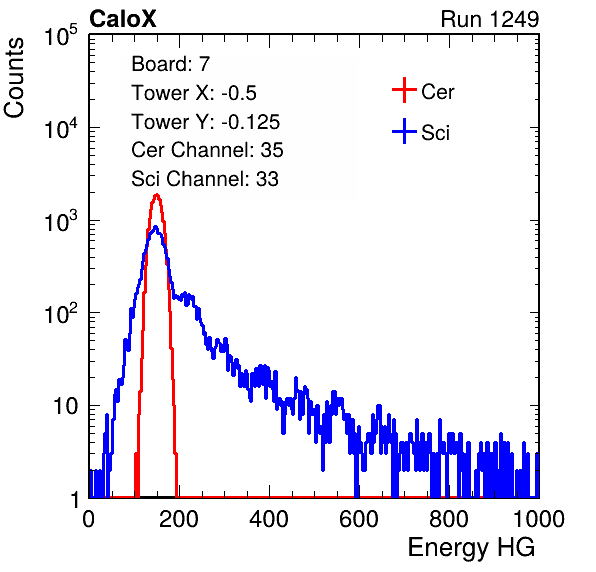 CaloX Run 1249
Counts
Board: 7
Tower X: -0.5
Tower Y: -0.125
Cer Channel: 35
Sci Channel: 33
Cer
Sci
10^5
10^4
10^3
10^2
10
1
0 200 400 600 800 1000
Energy HG